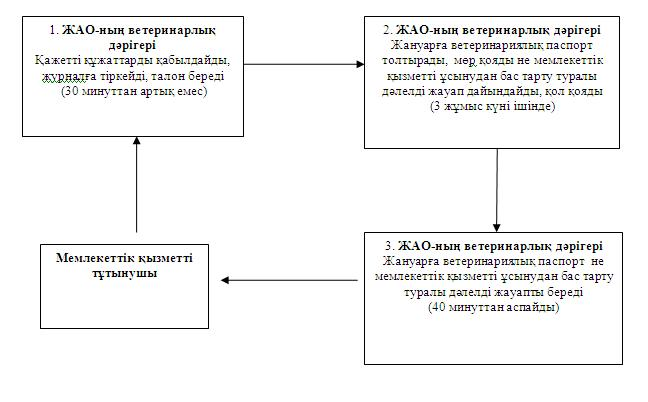 1. ЖАО-ның ветеринарлық
дәрігері
Қажетті құжаттарды қабылдайды,
журналға тіркейді, талон береді
(30 минуттан артық емес)
2. ЖАО-ның ветеринарлық дәрігері
Жануарға ветеринариялық паспорт
толтырады, мөр қояды не мемлекеттік
қызметті ұсынудан бас тарту туралы
дәлелді жауап дайындайды, қол қояды
(3 жұмыс күні ішінде)
3. ЖАО-ның ветеринарлық дәрігері
Жануарға ветеринариялық паспорт не
мемлекеттік қызметті ұсынудан бас тарту
туралы дәлелді жауапты береді
(40 минуттан аспайды)
Мемлекеттік қызметті
тұтынушы